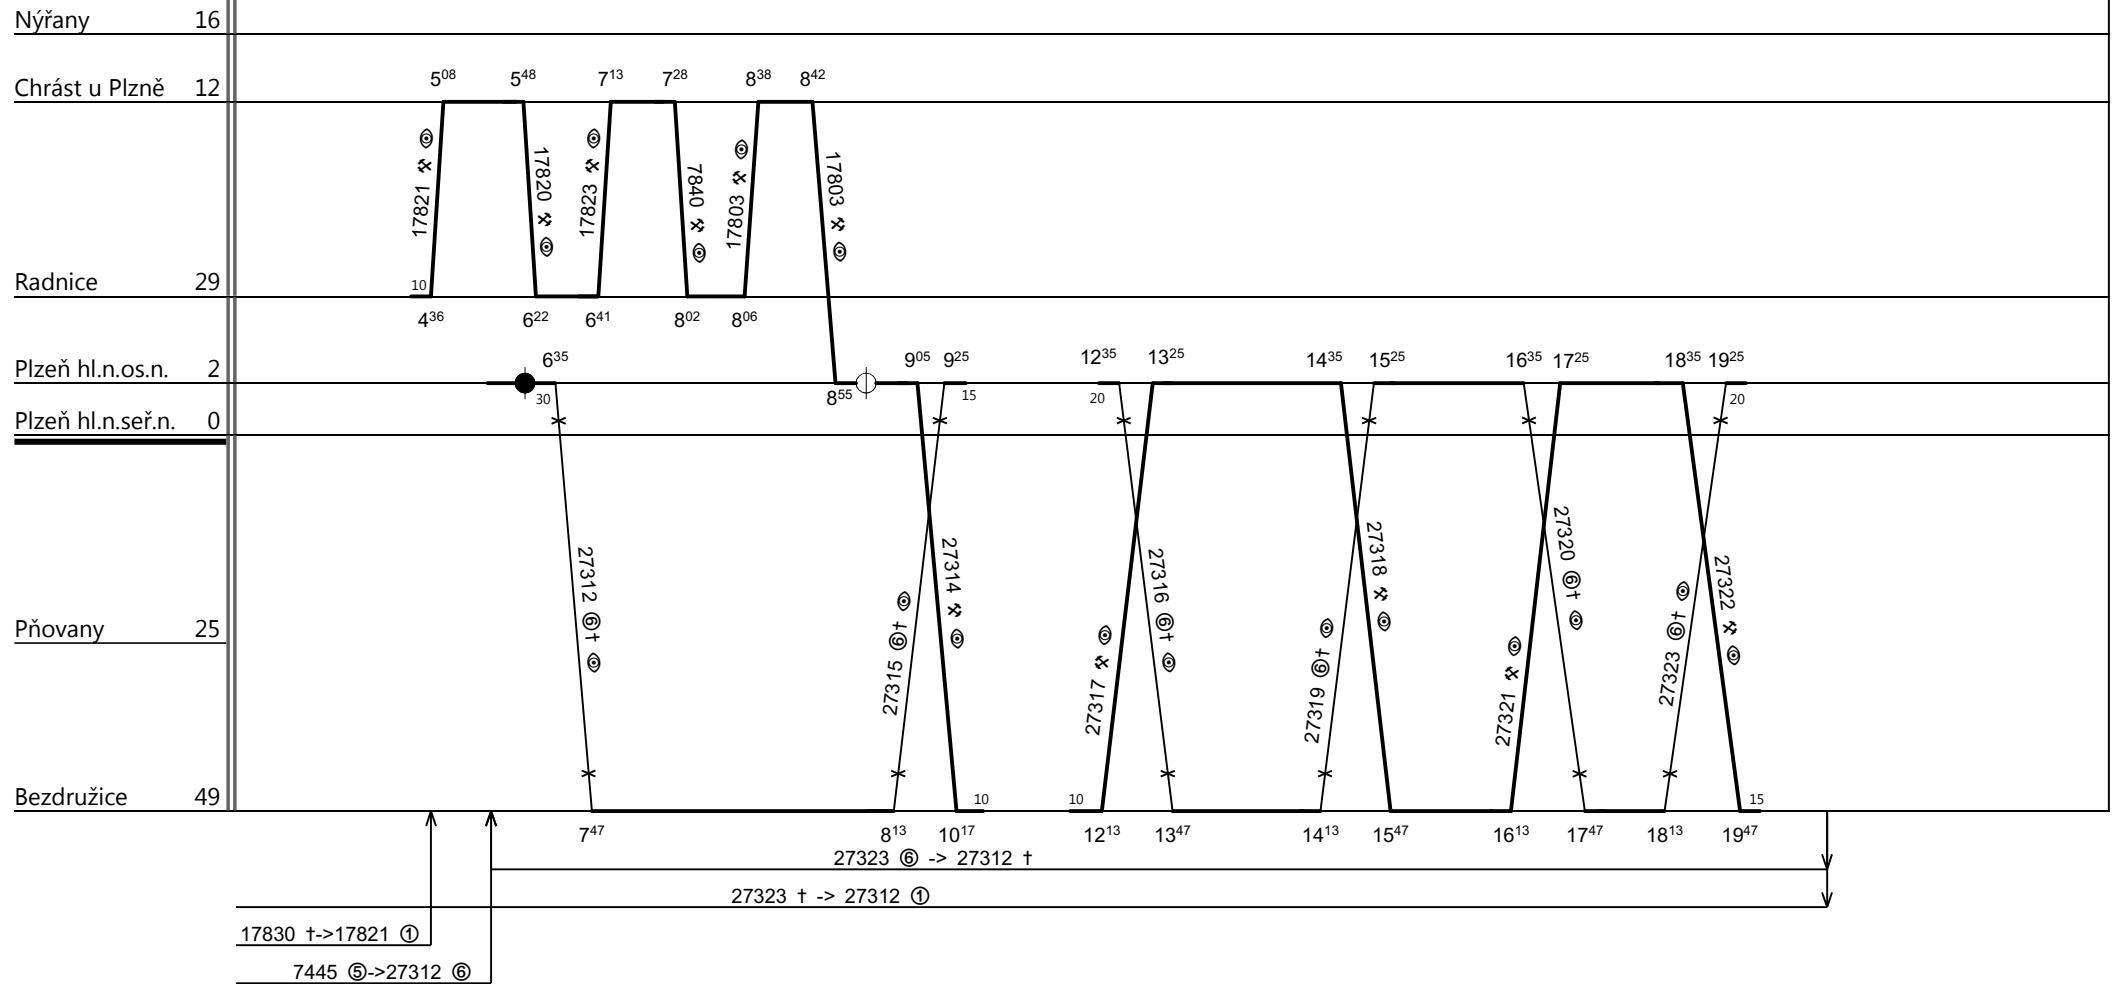 Nýřany 16
Chrást u Plzně 12
5⁰⁸ 5⁴⁸ 7¹³ 7²⁸ 8³⁸ 8⁴²
17821 ⚒ 👁
17820 ⚒ 👁
17823 ⚒ 👁
7840 ⚒ 👁
17803 ⚒ 👁
17803 ⚒ 👁
Radnice 29
10
4³⁶ 6²² 6⁴¹ 8⁰² 8⁰⁶
Plzeň hl.n.os.n. 2
6³⁵ 9⁰⁵ 9²⁵ 12³⁵ 13²⁵ 14³⁵ 15²⁵ 16³⁵ 17²⁵ 18³⁵ 19²⁵
30 8⁵⁵ 15 20 20
Plzeň hl.n.seř.n. 0
27312 ⑥† 👁
27315 ⑥† 👁
27314 ⚒ 👁
27317 ⚒ 👁
27316 ⑥† 👁
27319 ⑥† 👁
27318 ⚒ 👁
27321 ⚒ 👁
27320 ⑥† 👁
27323 ⑥† 👁
27322 ⚒ 👁
Pňovany 25
Bezdružice 49
10 10 15
7⁴⁷ 8¹³ 10¹⁷ 12¹³ 13⁴⁷ 14¹³ 15⁴⁷ 16¹³ 17⁴⁷ 18¹³ 19⁴⁷
27323 ⑥ -> 27312 †
27323 † -> 27312 ①
17830 †->17821 ①
7445 ⑤->27312 ⑥